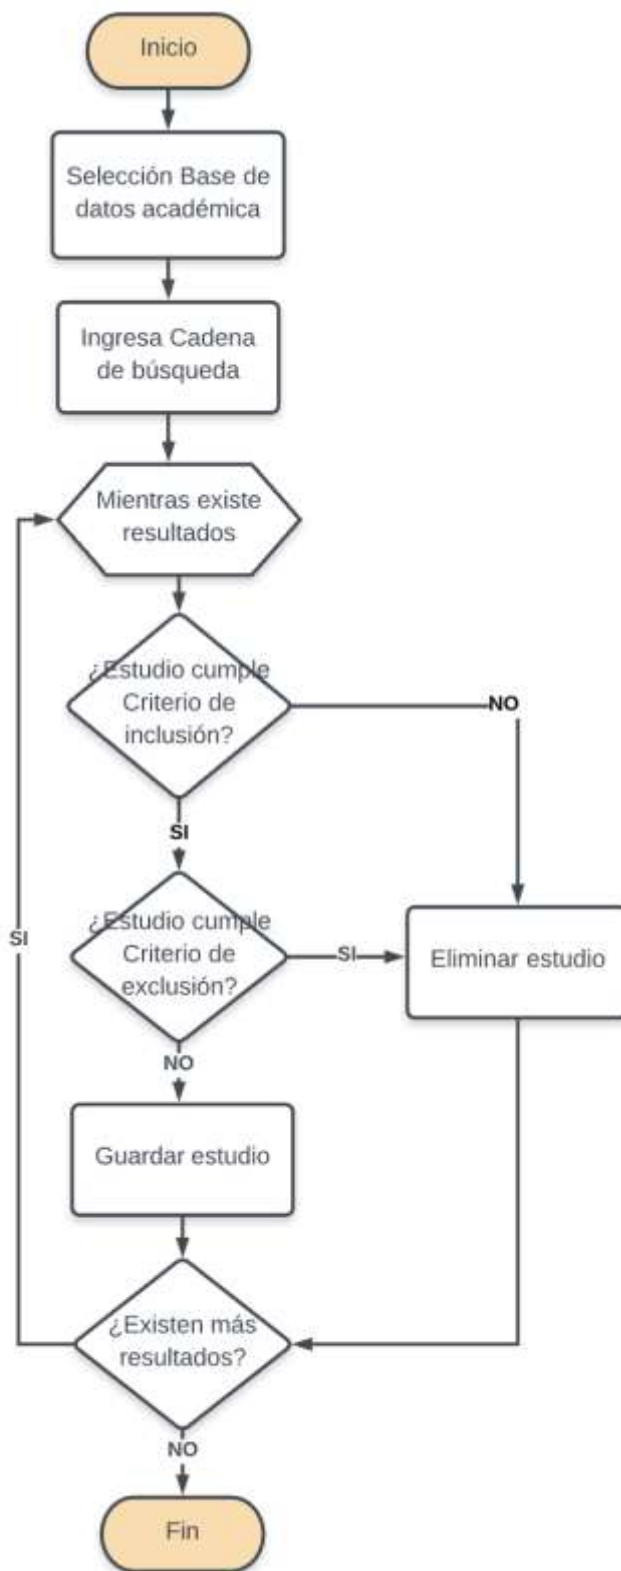 Inicio
Selección Base de
datos académica
Ingresa Cadena
de búsqueda
Mientras existe
resultados
¿Estudio cumple
Criterio de
inclusión?
NO
SI
¿Estudio cumple
Criterio de
exclusión?
SI
SI
Eliminar estudio
NO
Guardar estudio
¿Existen más
resultados?
NO
Fin